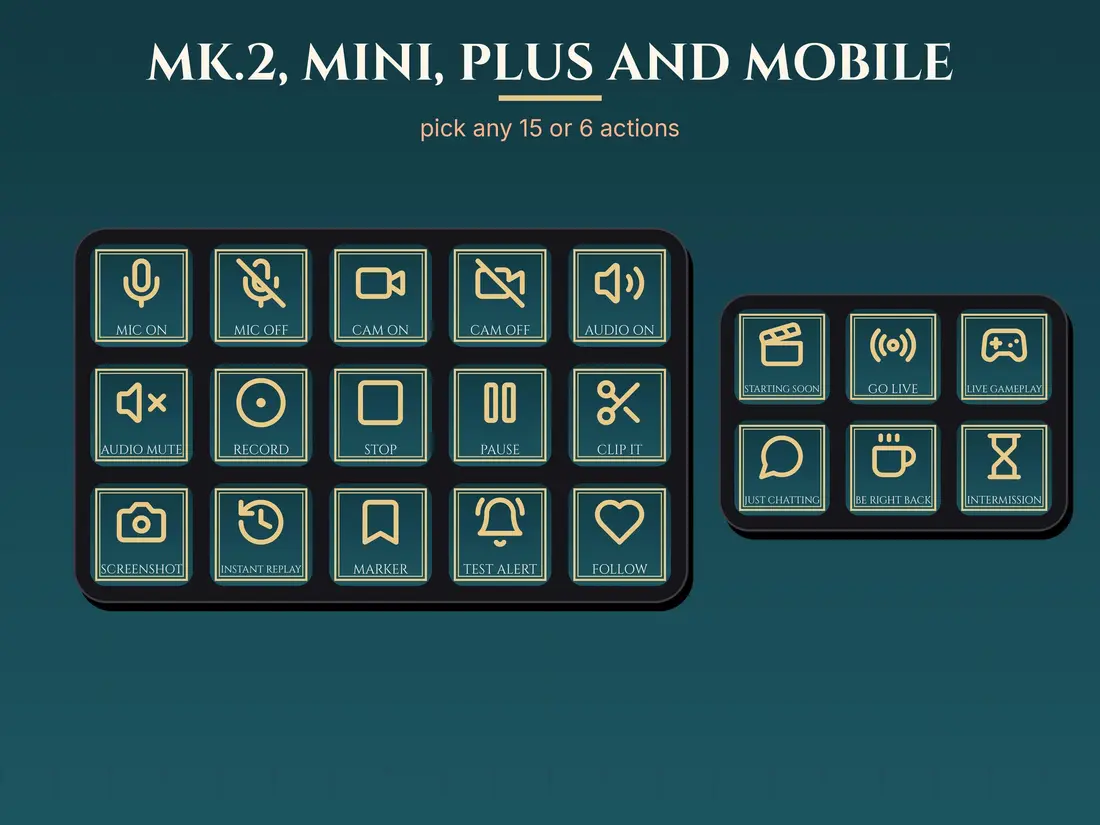 MK.2, MINI, PLUS AND MOBILE
pick any 15 or 6 actions
MIC ON
MIC OFF
CAM ON
CAM OFF
AUDIO ON
AUDIO MUTE
RECORD
STOP
PAUSE
CLIP IT
SCREENSHOT
INSTANT REPLAY
MARKER
TEST ALERT
FOLLOW
STARTING SOON
GO LIVE
LIVE GAMEPLAY
JUST CHATTING
BE RIGHT BACK
INTERMISSION